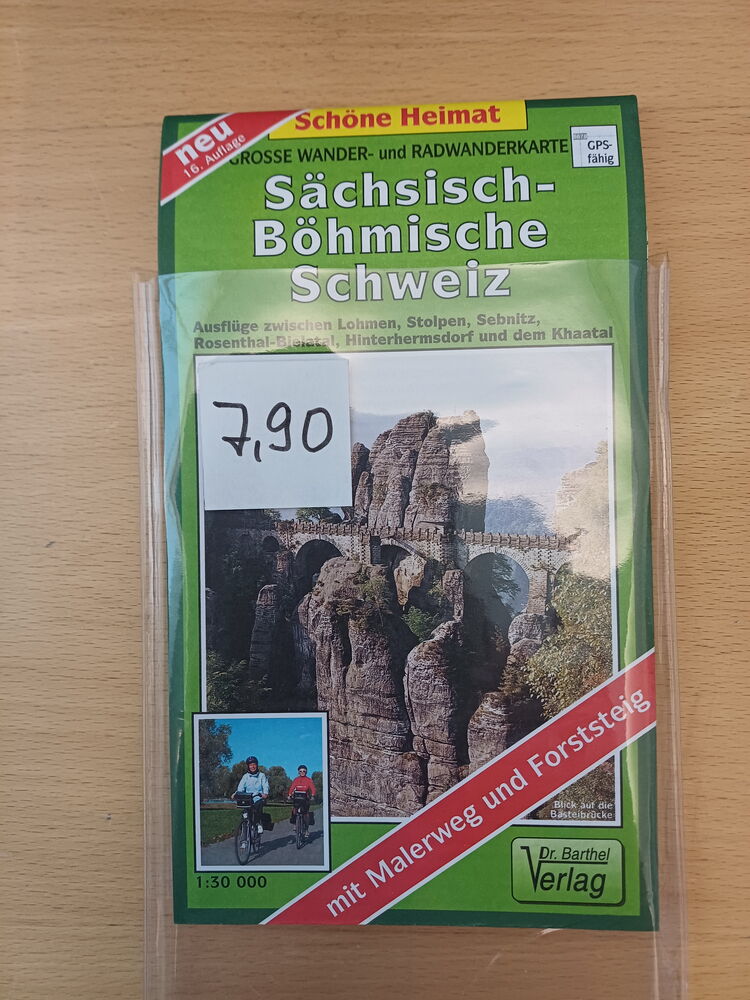 Schöne Heimat
neu
16. Auflage
GROSSE WANDER- und RADWANDERKARTE
GPS-
fähig
Sächsisch-
Böhmische
Schweiz
Ausflüge zwischen Lohmen, Stolpen, Sebnitz,
Rosenthal-Bielatal, Hinterhermsdorf und dem Khaatal
7,90
mit Malerweg und Forststeig
Blick auf die
Basteibrücke
1:30 000
Dr. Barthel
Verlag